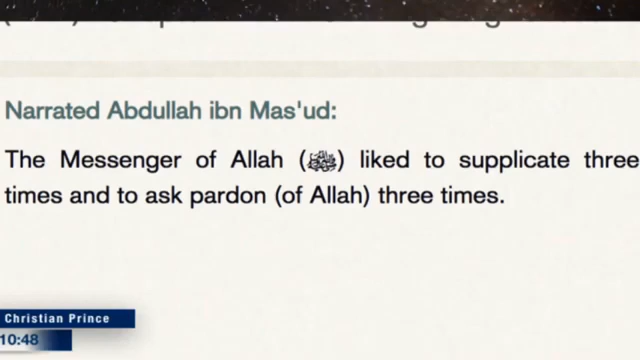 Narrated Abdullah ibn Mas'ud:
The Messenger of Allah (ﷺ) liked to supplicate three
times and to ask pardon (of Allah) three times.
Christian Prince
10:48